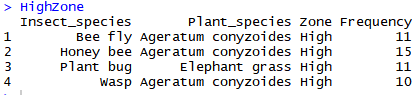 > HighZone
Insect_species Plant_species Zone Frequency
1 Bee fly Ageratum conyzoides High 11
2 Honey bee Ageratum conyzoides High 15
3 Plant bug Elephant grass High 11
4 Wasp Ageratum conyzoides High 10